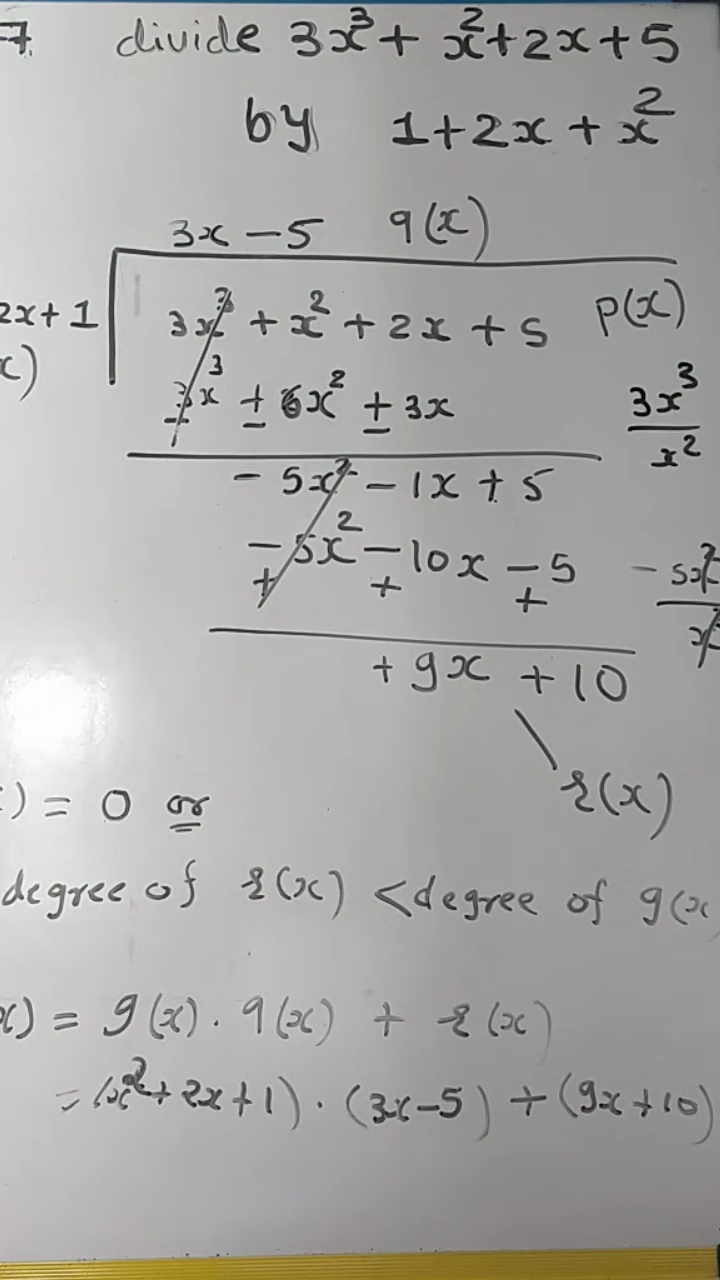 7. divide 3x³ + x² + 2x + 5
by 1 + 2x + x²
3x - 5 q(x)
2x + 1 3x³ + x² + 2x + 5 p(x)
x) 3x³ ± 6x² ± 3x 3x³/x²
- 5x² - 1x + 5
- 5x² - 10x - 5 - 5x²/x²
+ + +
+ 9x + 10
r(x)
) = 0 or
degree of r(x) < degree of g(x
x) = g(x) . q(x) + r(x)
= (x² + 2x + 1) . (3x - 5) + (9x + 10)